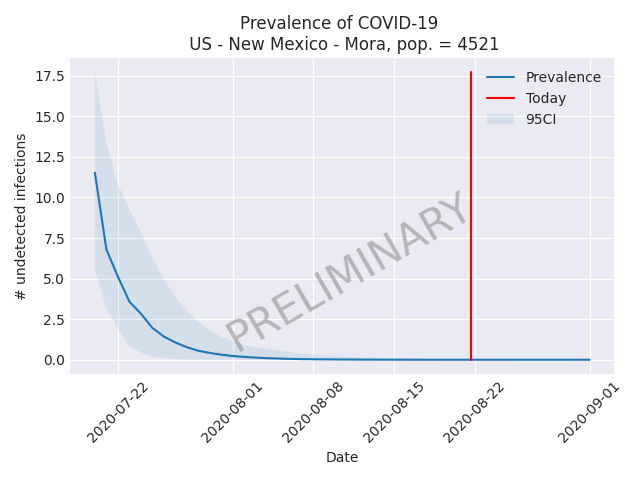 Prevalence of COVID-19
US - New Mexico - Mora, pop. = 4521
17.5
15.0
12.5
10.0
7.5
5.0
2.5
0.0
# undetected infections
Prevalence
Today
95CI
PRELIMINARY
2020-07-22
2020-08-01
2020-08-08
2020-08-15
2020-08-22
2020-09-01
Date